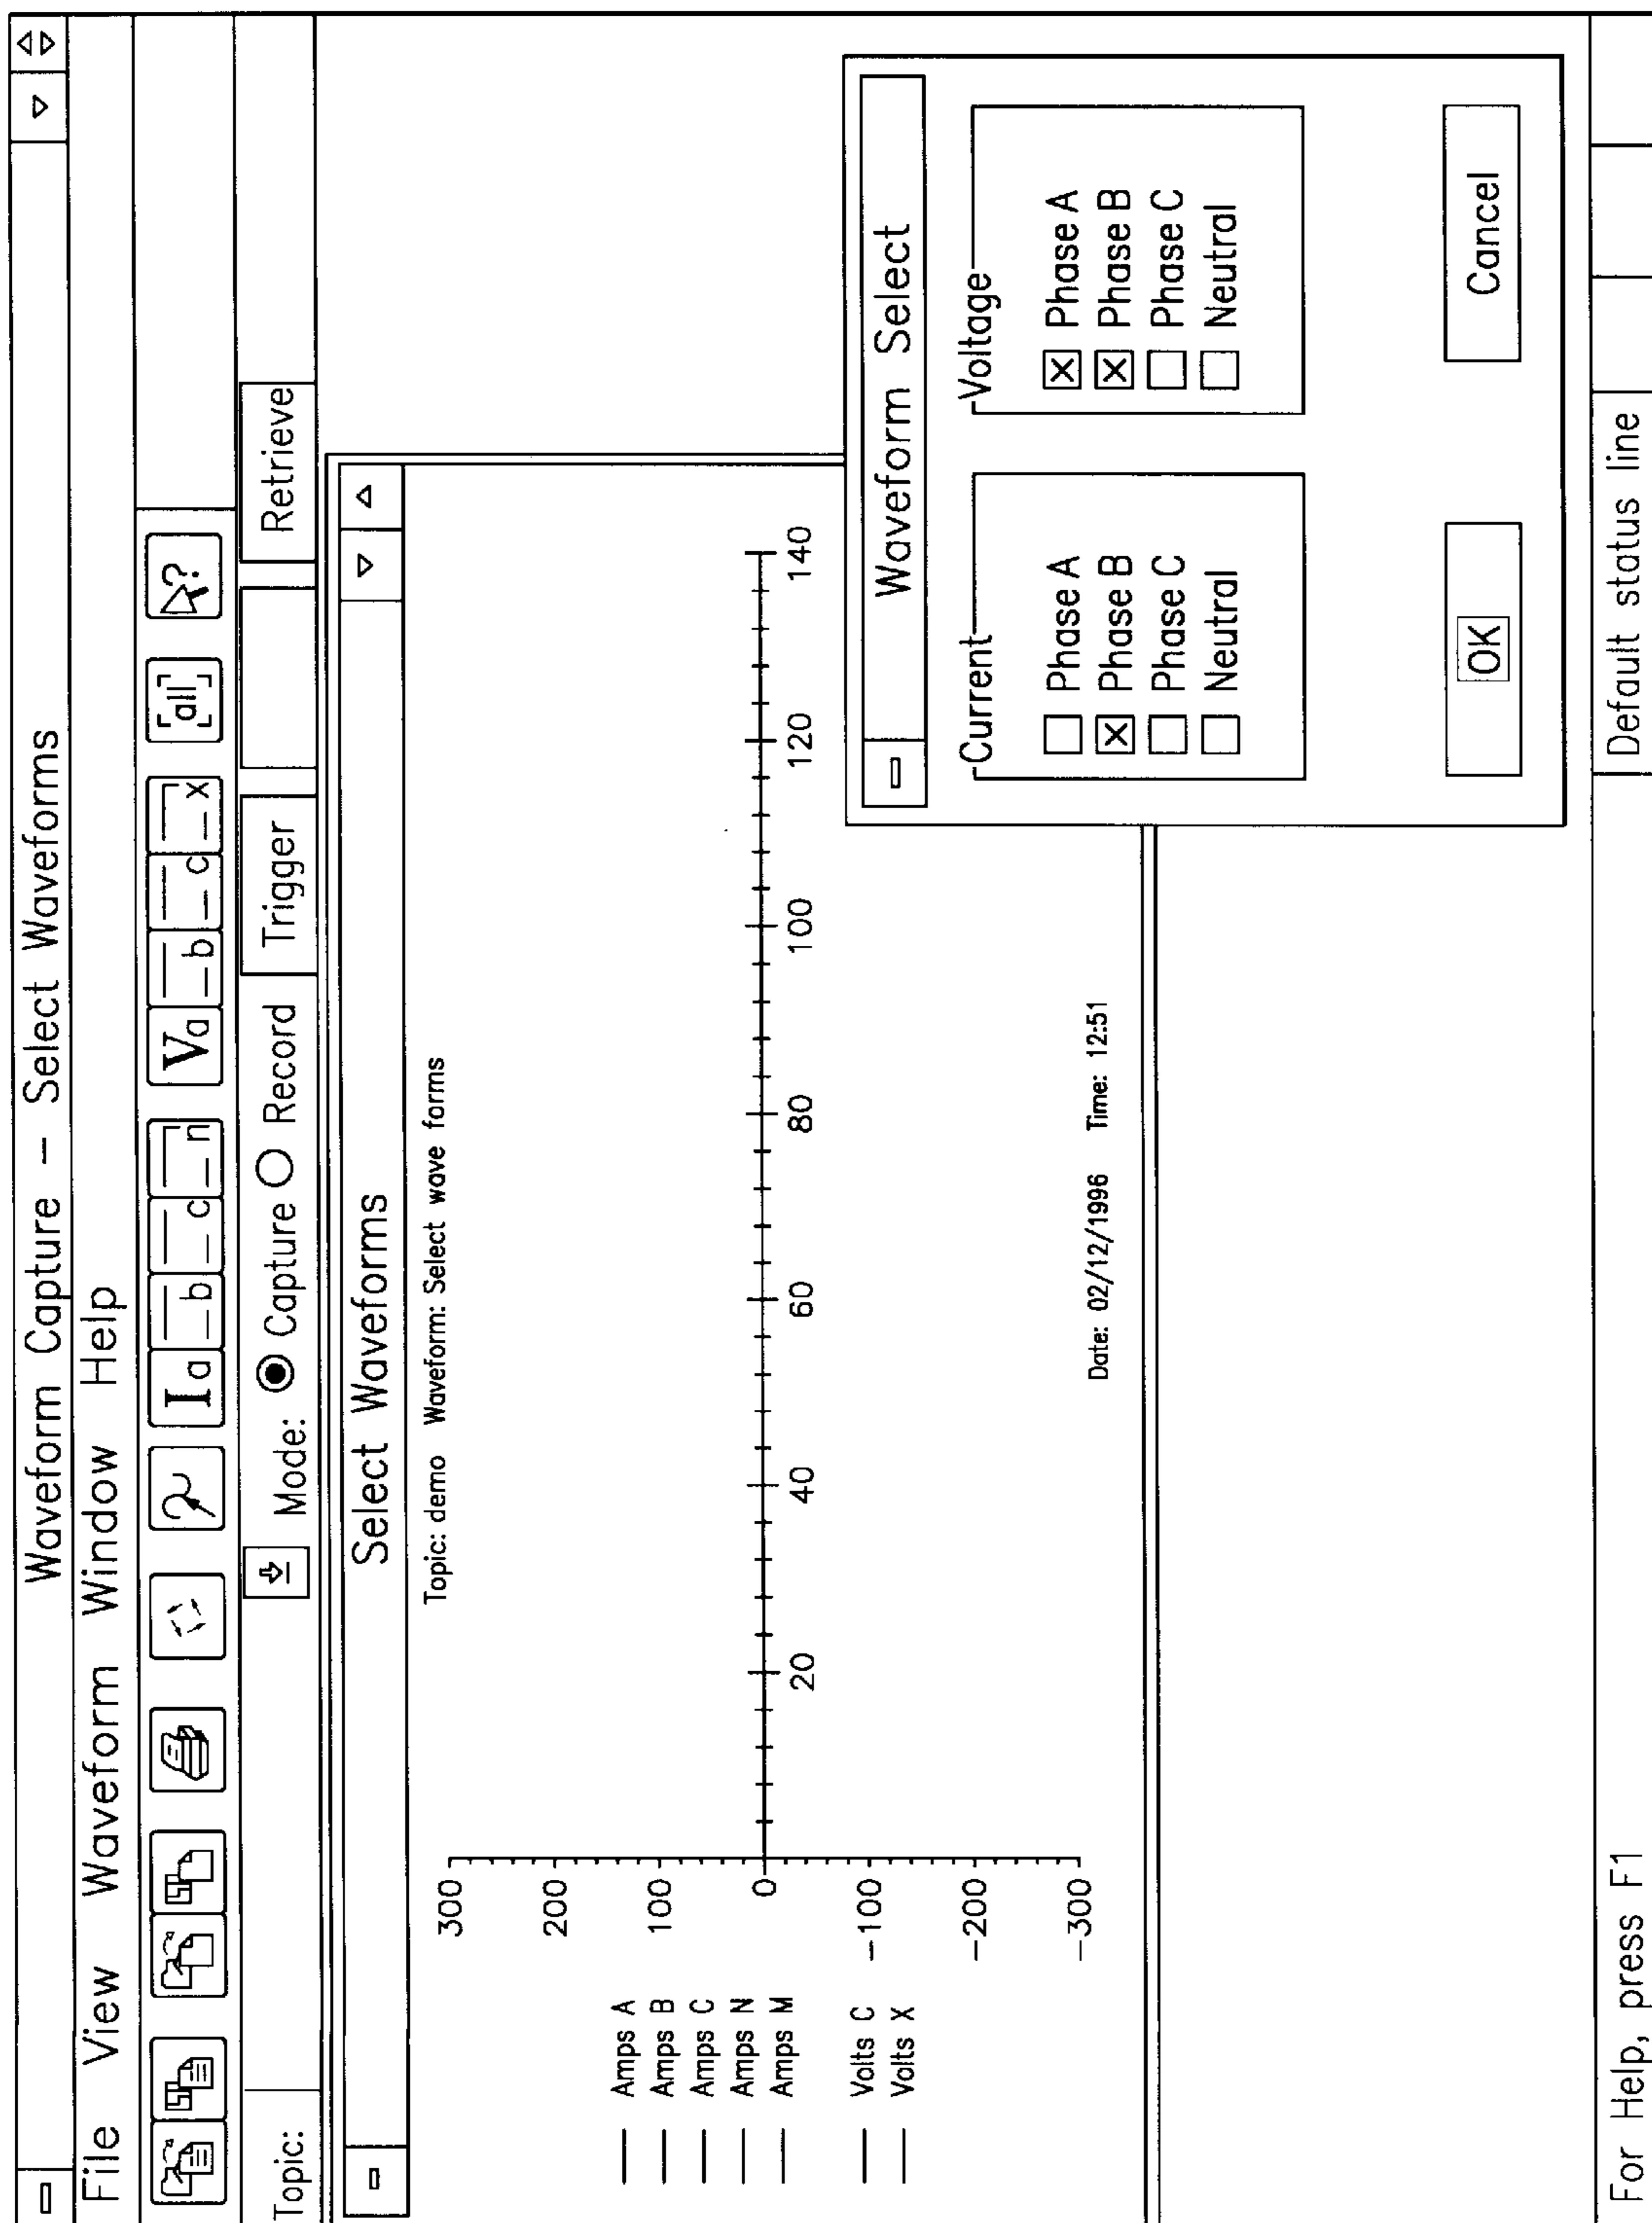 Waveform Capture – Select Waveforms
File View Waveform Window Help
I a _ b _ c _ n V a _ b _ c _ x [all] ?
Topic: Mode: Capture Record Trigger Retrieve
Select Waveforms
Topic: demo Waveform: Select wave forms
300
200
100
0
-100
-200
-300
20 40 60 80 100 120 140
Amps A
Amps B
Amps C
Amps N
Amps M
Volts C
Volts X
Date: 02/12/1996 Time: 12:51
Waveform Select
Current
Phase A
Phase B
Phase C
Neutral
Voltage
Phase A
Phase B
Phase C
Neutral
OK
Cancel
For Help, press F1
Default status line